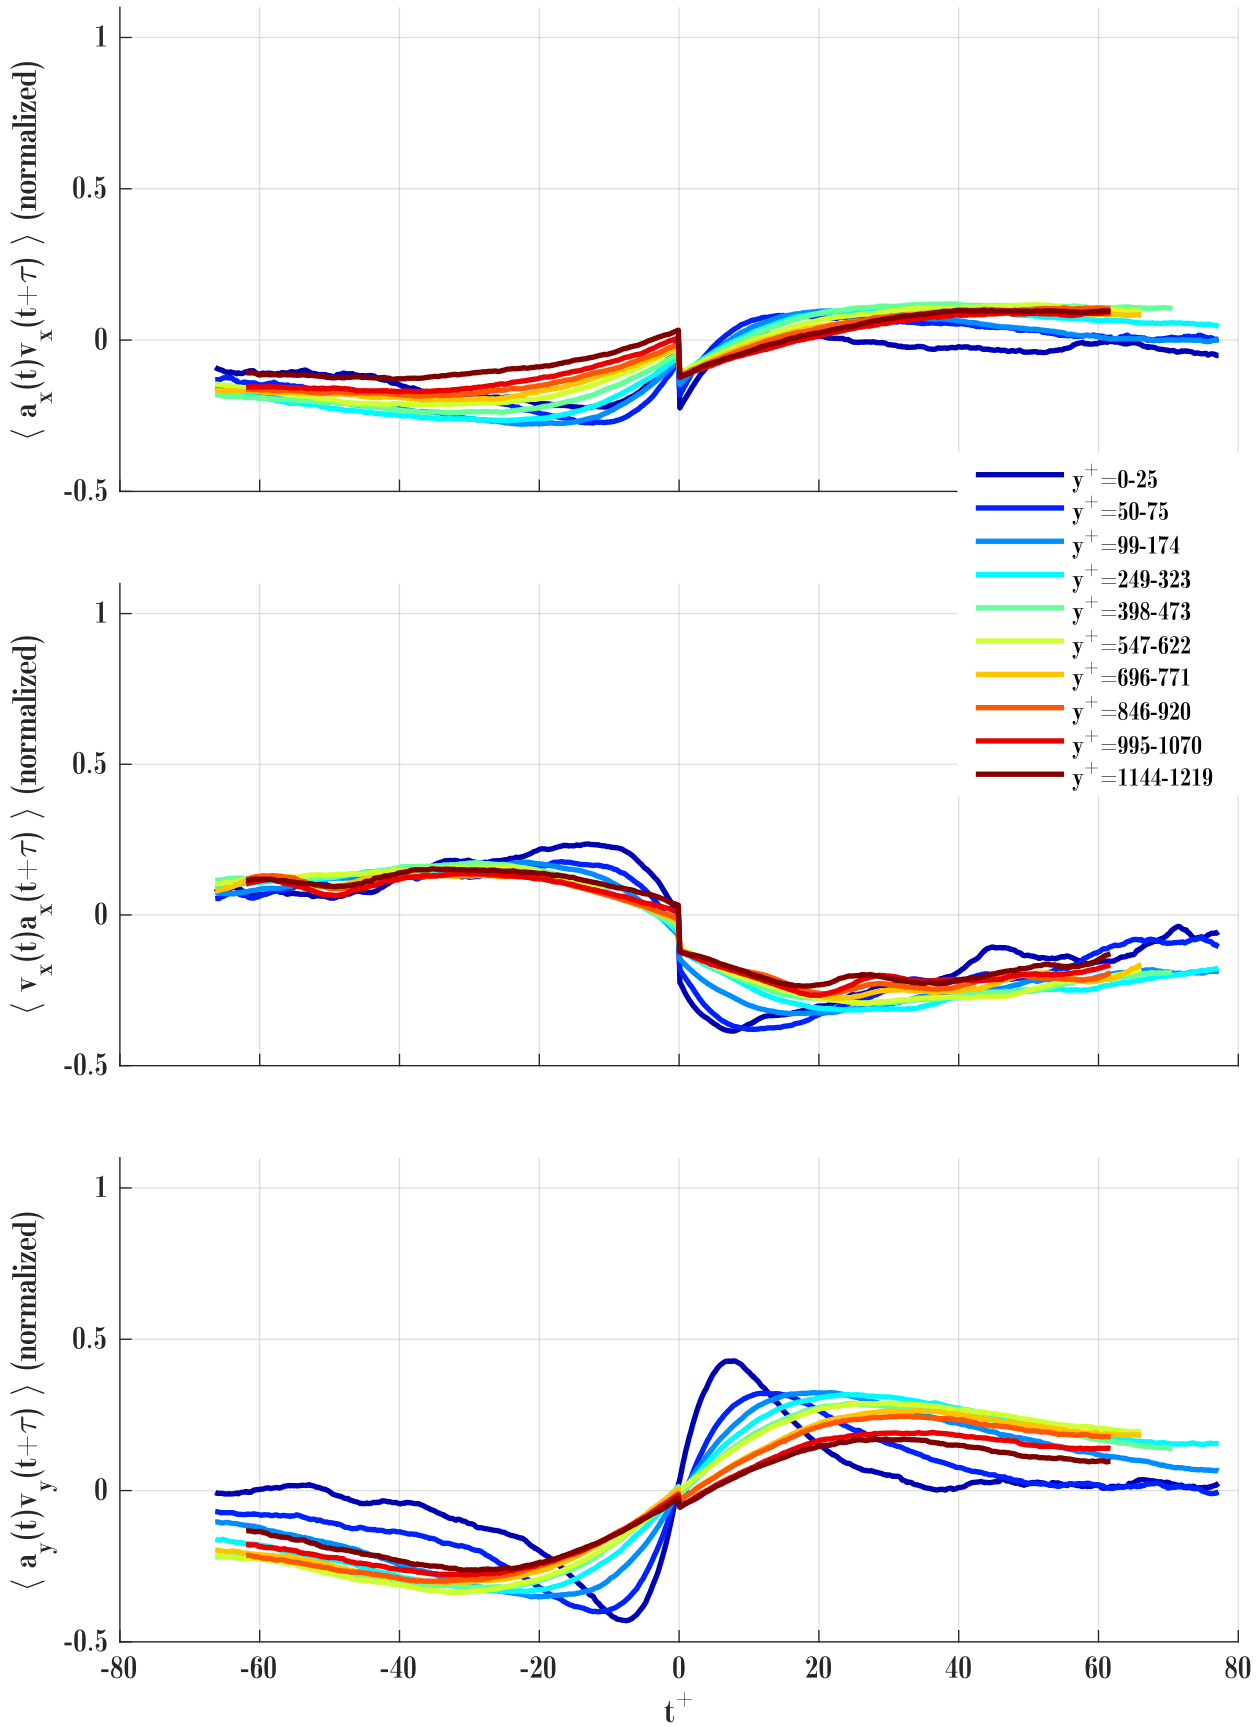 ⟨ a_x(t)v_x(t+τ) ⟩ (normalized)
1
0.5
0
-0.5
y^+=0-25
y^+=50-75
y^+=99-174
y^+=249-323
y^+=398-473
y^+=547-622
y^+=696-771
y^+=846-920
y^+=995-1070
y^+=1144-1219
⟨ v_x(t)a_x(t+τ) ⟩ (normalized)
1
0.5
0
-0.5
⟨ a_y(t)v_y(t+τ) ⟩ (normalized)
1
0.5
0
-0.5
-80 -60 -40 -20 0 20 40 60 80
t^+